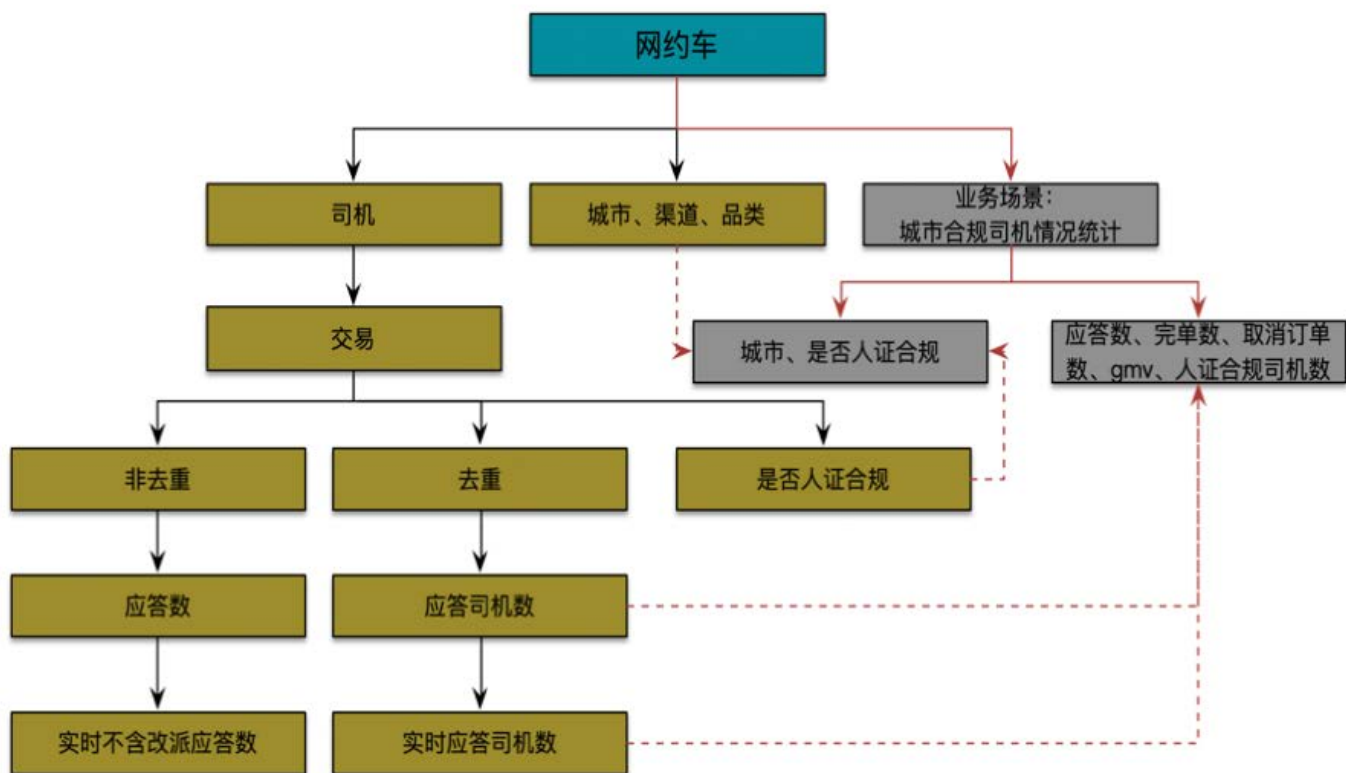 网约车
司机
城市、渠道、品类
业务场景：
城市合规司机情况统计
交易
城市、是否人证合规
应答数、完单数、取消订单
数、gmv、人证合规司机数
非去重
去重
是否人证合规
应答数
应答司机数
实时不含改派应答数
实时应答司机数